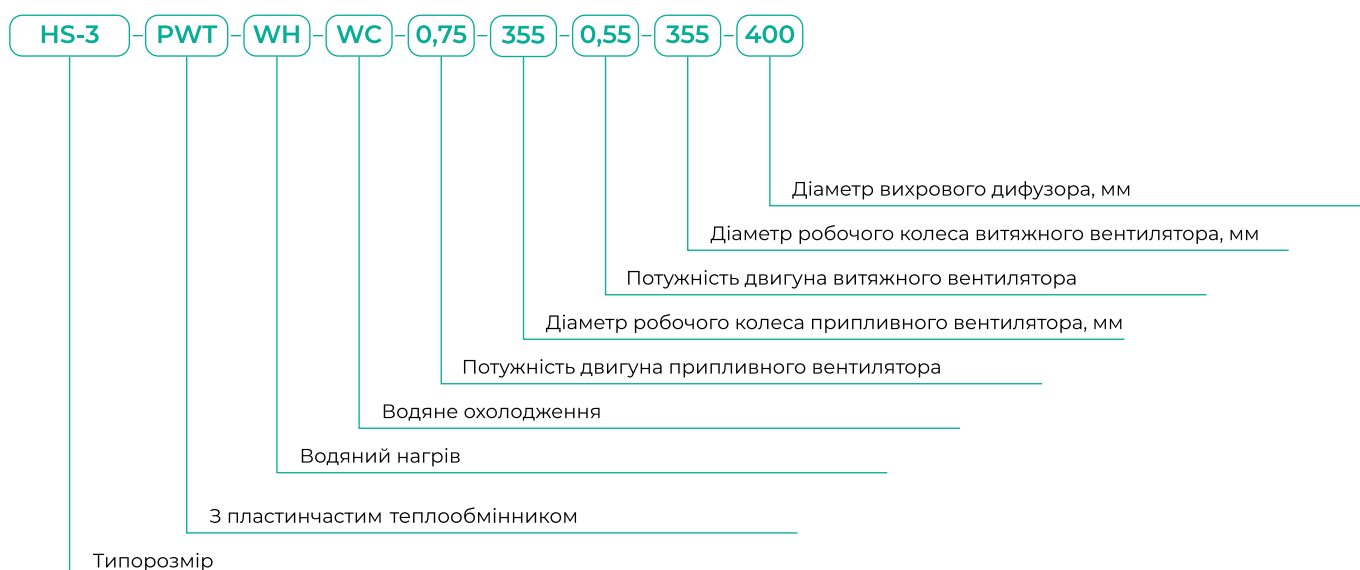 HS-3 – PWT – WH – WC – 0,75 – 355 – 0,55 – 355 – 400
Діаметр вихрового дифузора, мм
Діаметр робочого колеса витяжного вентилятора, мм
Потужність двигуна витяжного вентилятора
Діаметр робочого колеса припливного вентилятора, мм
Потужність двигуна припливного вентилятора
Водяне охолодження
Водяний нагрів
З пластинчастим теплообмінником
Типорозмір